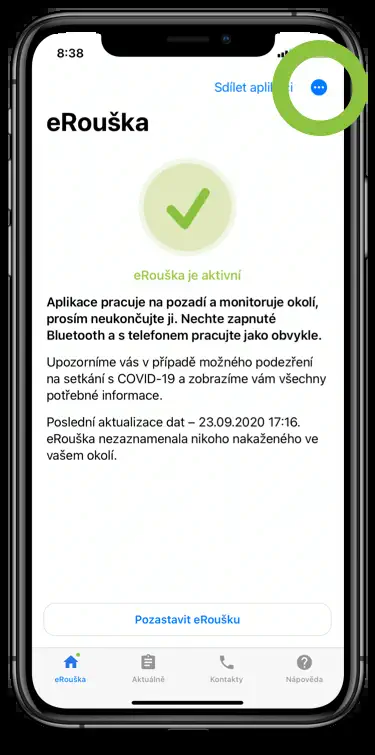 8:38
Sdílet
eRouška
eRouška je aktivní
Aplikace pracuje na pozadí a monitoruje okolí,
prosím neukončujte ji. Nechte zapnuté
Bluetooth a s telefonem pracujte jako obvykle.
Upozorníme vás v případě možného podezření
na setkání s COVID-19 a zobrazíme vám všechny
potřebné informace.
Poslední aktualizace dat – 23.09.2020 17:16.
eRouška nezaznamenala nikoho nakaženého ve
vašem okolí.
Pozastavit eRoušku
eRouška
Aktuálně
Kontakty
Nápověda